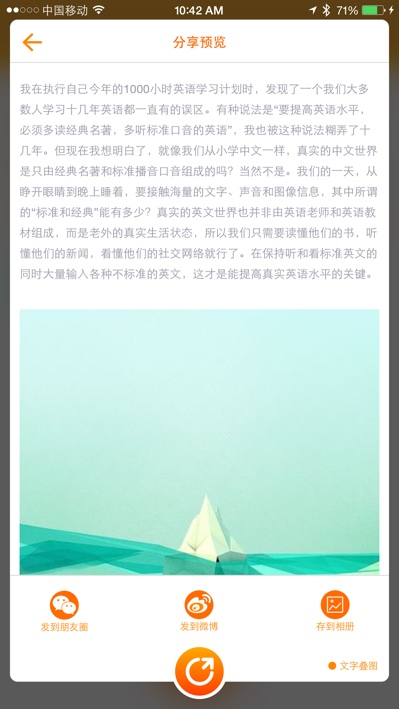 中国移动
10:42 AM
71%
分享预览
我在执行自己今年的1000小时英语学习计划时，发现了一个我们大多
数人学习十几年英语都一直有的误区。有种说法是“要提高英语水平，
必须多读经典名著，多听标准口音的英语”，我也被这种说法糊弄了十
几年。但现在我想明白了，就像我们从小学中文一样，真实的中文世界
是只由经典名著和标准播音口音组成的吗？当然不是。我们的一天，从
睁开眼睛到晚上睡着，要接触海量的文字、声音和图像信息，其中所谓
的“标准和经典”能有多少？真实的英文世界也并非由英语老师和英语教
材组成，而是老外的真实生活状态，所以我们只需要读懂他们的书，听
懂他们的新闻，看懂他们的社交网络就行了。在保持听和看标准英文的
同时大量输入各种不标准的英文，这才是能提高真实英语水平的关键。
发到朋友圈
发到微博
存到相册
文字叠图